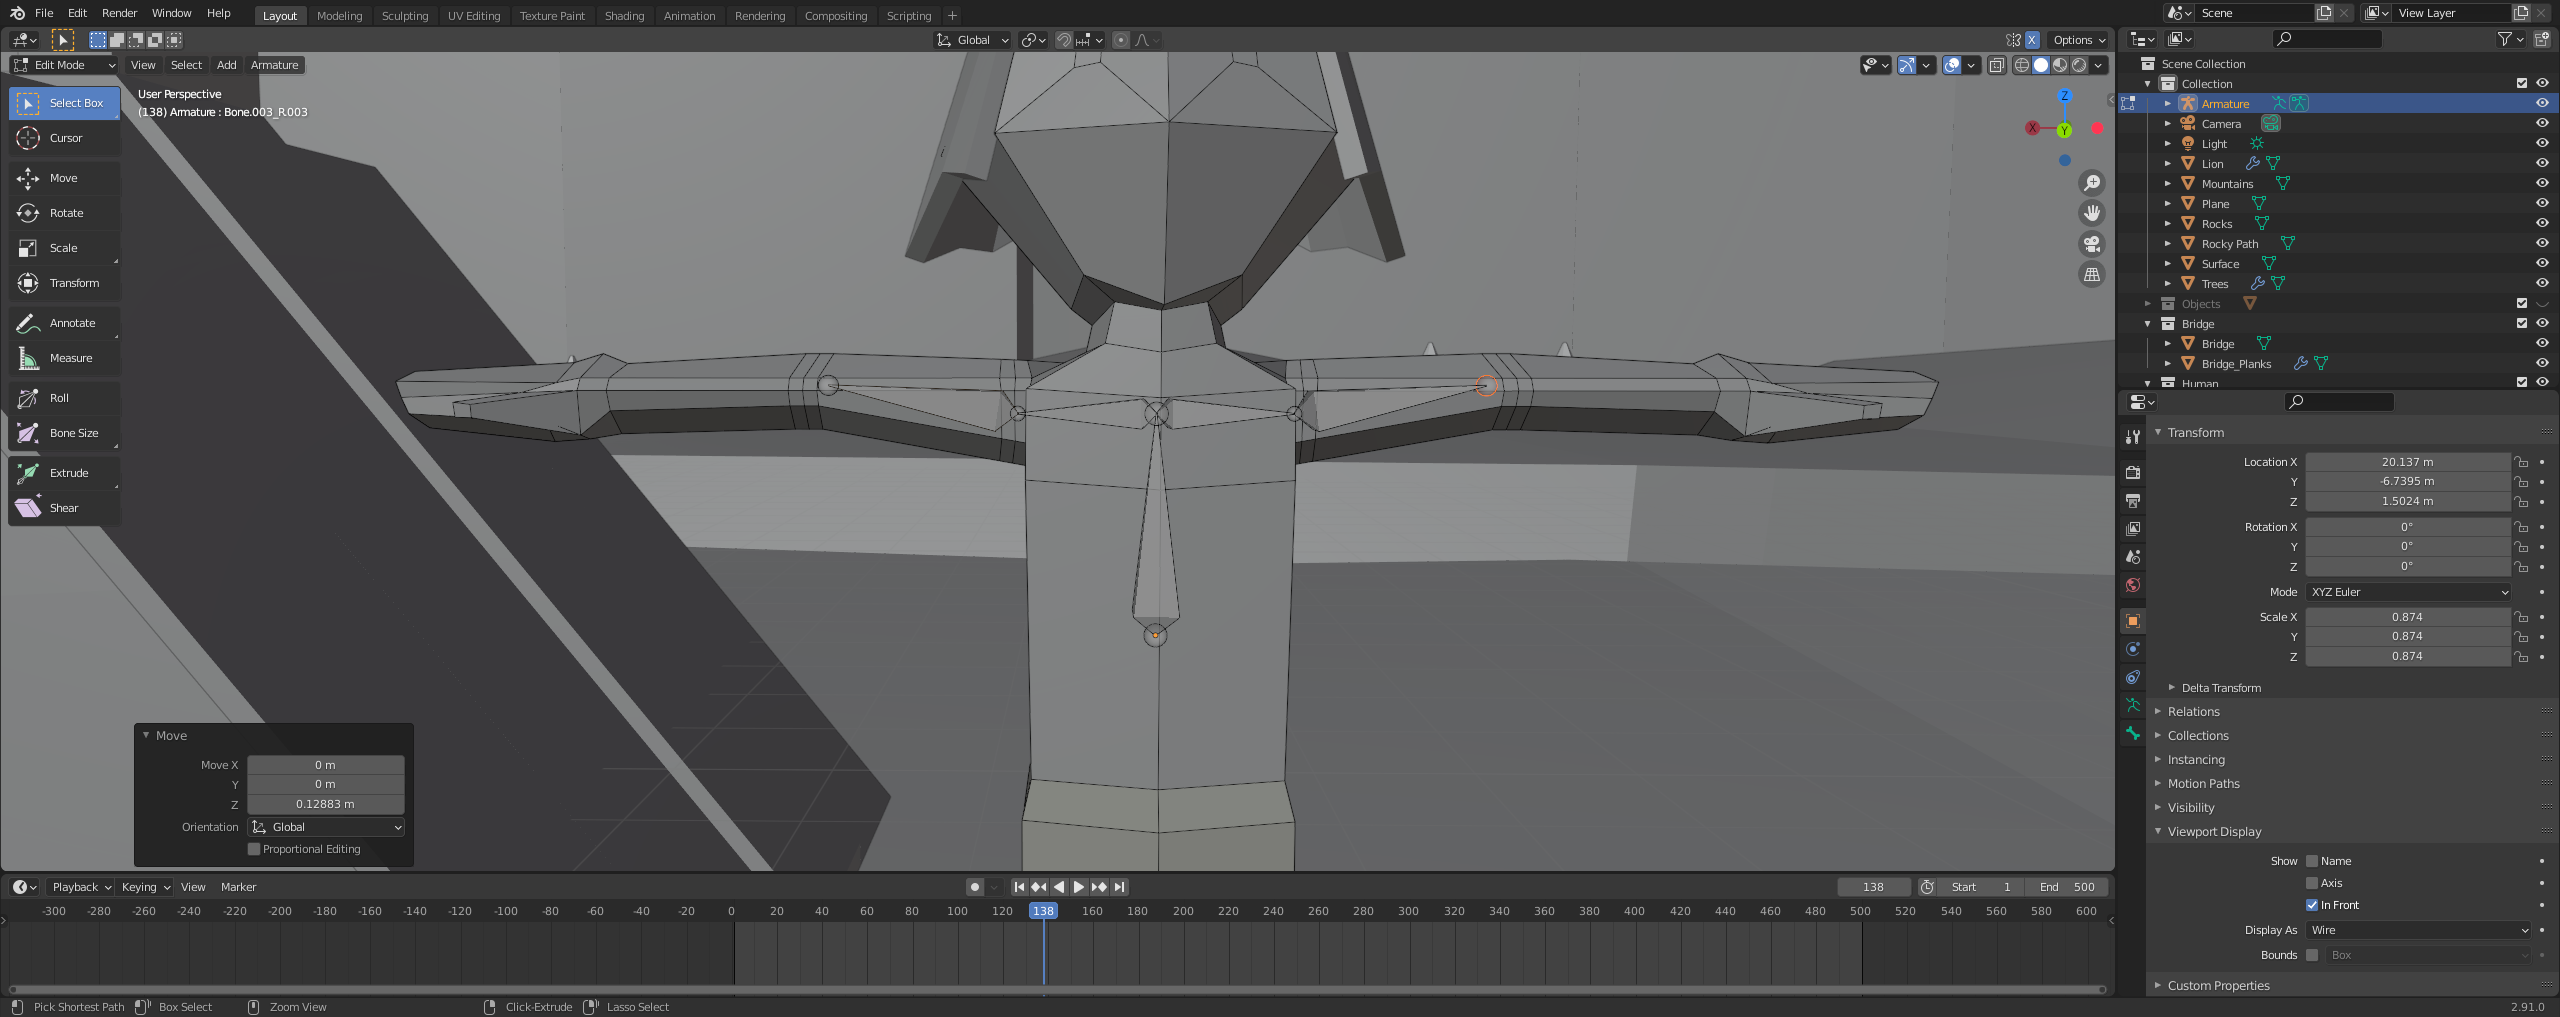 File Edit Render Window Help Layout Modeling Sculpting UV Editing Texture Paint Shading Animation Rendering Compositing Scripting + Scene View Layer
Global X Options
Edit Mode View Select Add Armature
User Perspective
(138) Armature : Bone.003_R.003
Select Box
Cursor
Move
Rotate
Scale
Transform
Annotate
Measure
Roll
Bone Size
Extrude
Shear
Z
X
Y
Move
Move X 0 m
Y 0 m
Z 0.12883 m
Orientation Global
Proportional Editing
Scene Collection
Collection
Armature
Camera
Light
Lion
Mountains
Plane
Rocks
Rocky Path
Surface
Trees
Objects
Bridge
Bridge
Bridge_Planks
Human
Transform
Location X 20.137 m
Y -6.7395 m
Z 1.5024 m
Rotation X 0°
Y 0°
Z 0°
Mode XYZ Euler
Scale X 0.874
Y 0.874
Z 0.874
Delta Transform
Relations
Collections
Instancing
Motion Paths
Visibility
Viewport Display
Show Name
Axis
In Front
Display As Wire
Bounds Box
Custom Properties
Playback Keying View Marker 138 Start 1 End 500
-300 -280 -260 -240 -220 -200 -180 -160 -140 -120 -100 -80 -60 -40 -20 0 20 40 60 80 100 120 138 160 180 200 220 240 260 280 300 320 340 360 380 400 420 440 460 480 500 520 540 560 580 600
Pick Shortest Path Box Select Zoom View Click-Extrude Lasso Select 2.91.0